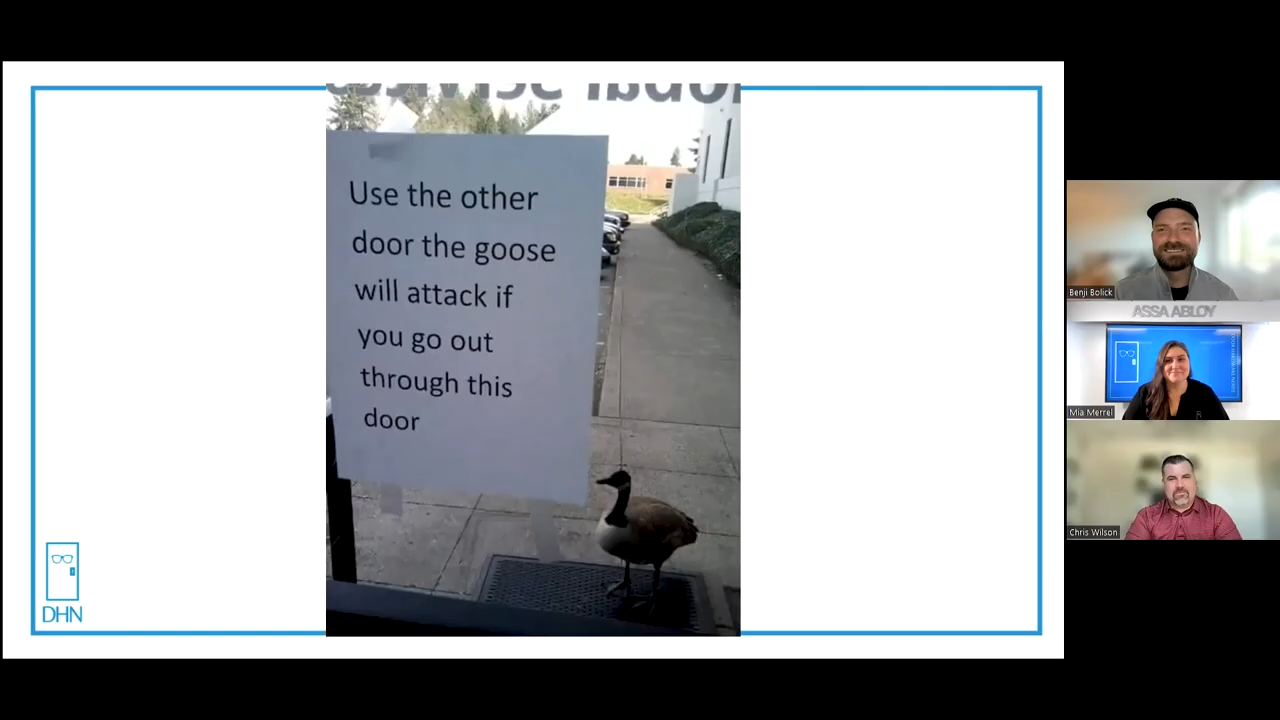 Use the other
door the goose
will attack if
you go out
through this
door
DHN
Benji Bolick
ASSA ABLOY
Mia Merrel
Chris Wilson